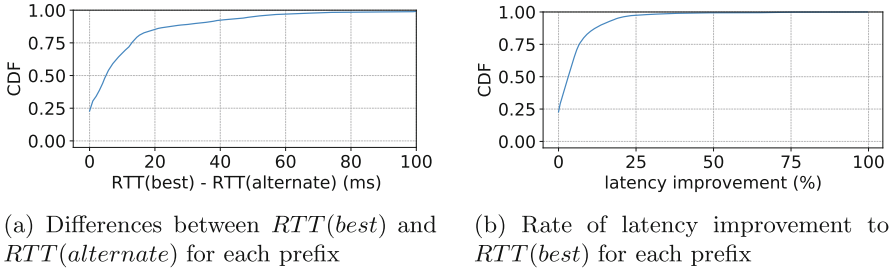 1.00
0.75
0.50
0.25
0.00
CDF
0 20 40 60 80 100
RTT(best) - RTT(alternate) (ms)
(a) Differences between RTT(best) and
RTT(alternate) for each prefix
1.00
0.75
0.50
0.25
0.00
CDF
0 25 50 75 100
latency improvement (%)
(b) Rate of latency improvement to
RTT(best) for each prefix